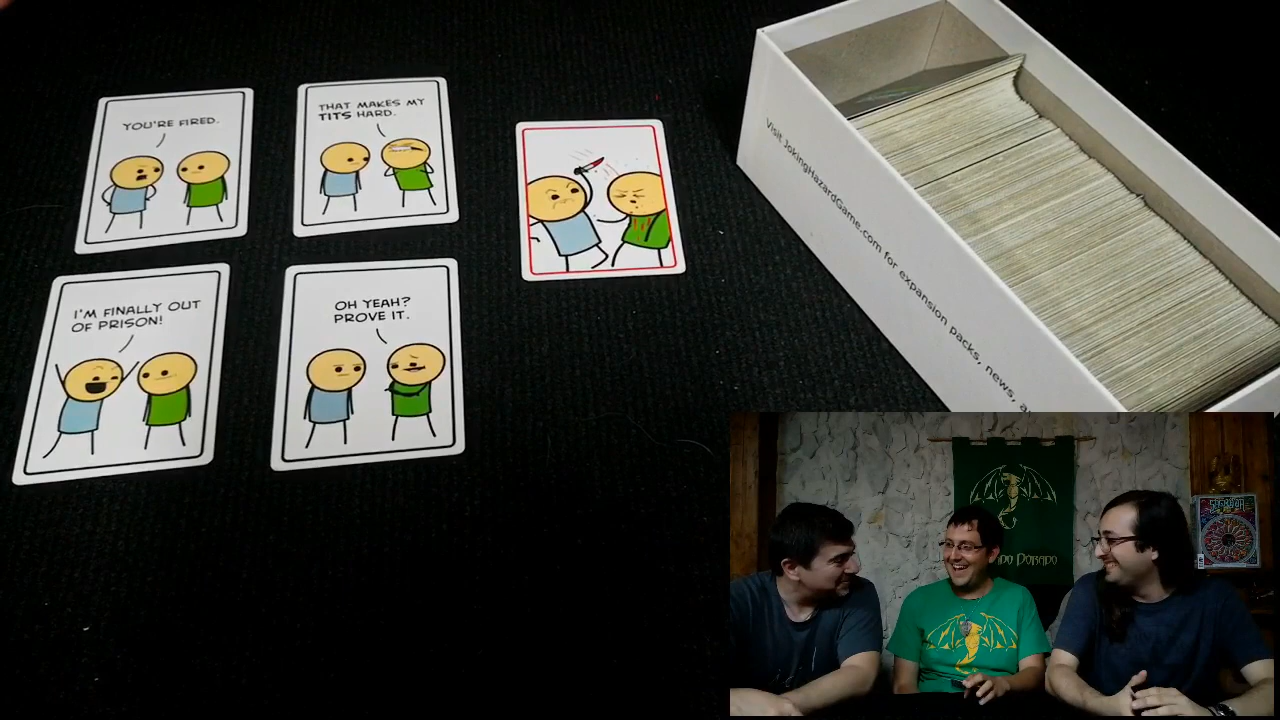 YOU'RE FIRED.
THAT MAKES MY
TITS HARD.
I'M FINALLY OUT
OF PRISON!
OH YEAH?
PROVE IT.
Visit JokingHazardGame.com for expansion packs, news,